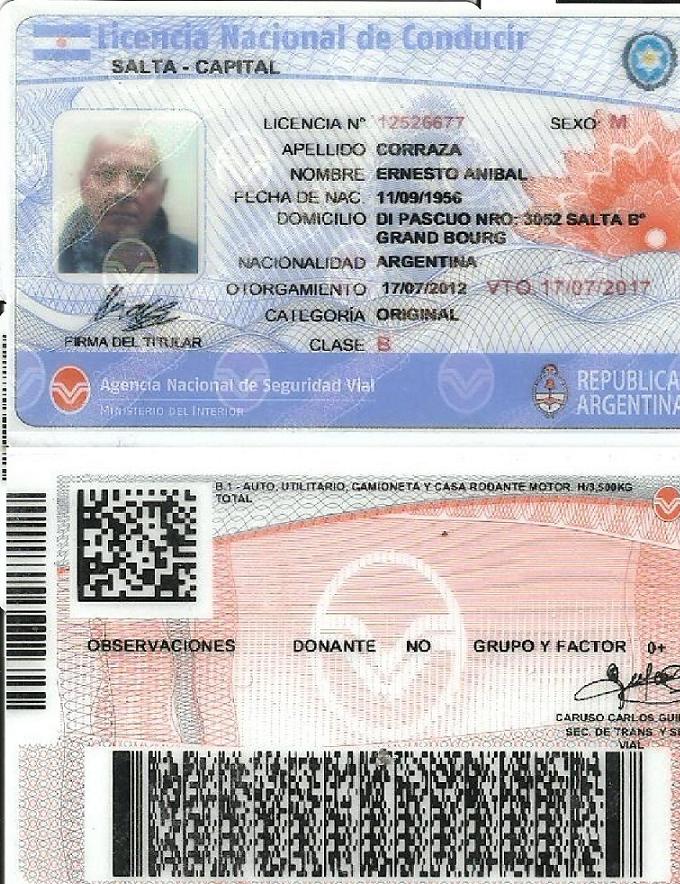 Licencia Nacional de Conducir
SALTA - CAPITAL
LICENCIA Nº 12526677 SEXO: M
APELLIDO CORRAZA
NOMBRE ERNESTO ANIBAL
FECHA DE NAC. 11/09/1956
DOMICILIO DI PASCUO NRO: 3052 SALTA Bº
GRAND BOURG
NACIONALIDAD ARGENTINA
OTORGAMIENTO 17/07/2012 VTO. 17/07/2017
CATEGORÍA ORIGINAL
FIRMA DEL TITULAR
CLASE B
Agencia Nacional de Seguridad Vial
MINISTERIO DEL INTERIOR
REPUBLICA
ARGENTINA
B.1 - AUTO, UTILITARIO, CAMIONETA Y CASA RODANTE MOTOR. H/3,500KG
TOTAL
OBSERVACIONES DONANTE NO GRUPO Y FACTOR 0+
CARUSO CARLOS GUI
SEC. DE TRANS. Y SE
VIAL